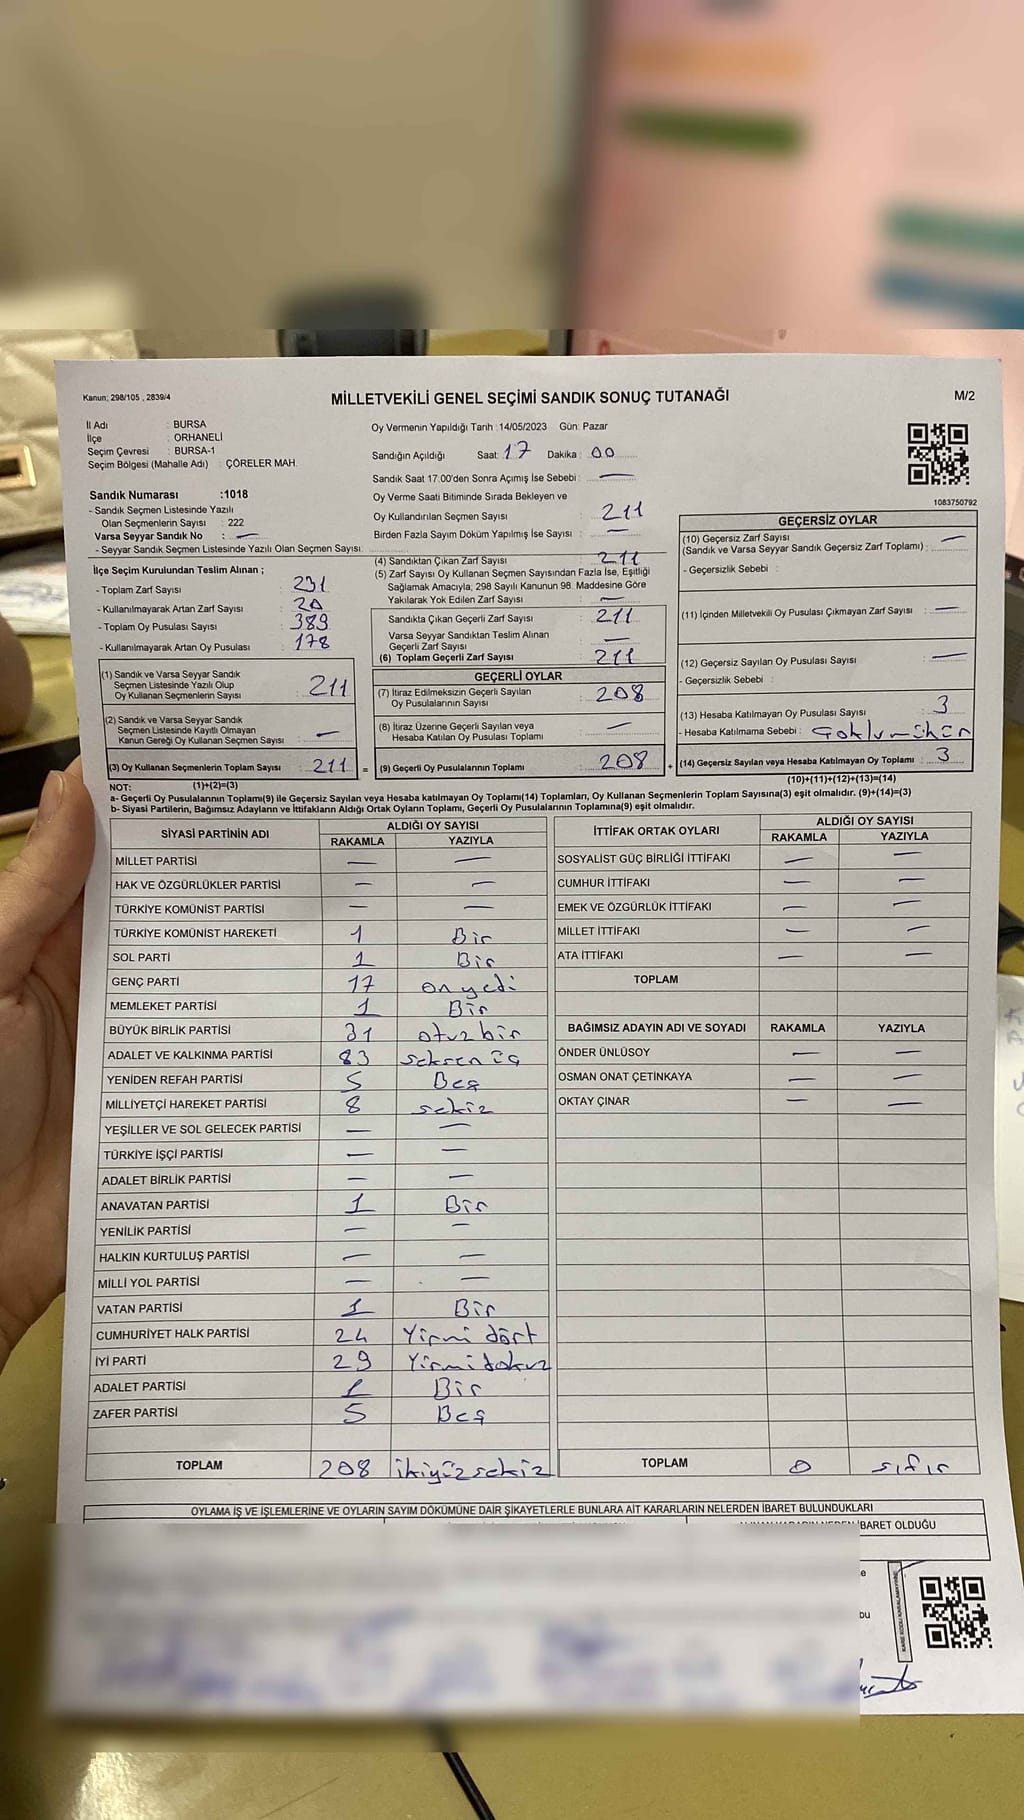 Kanun; 298/105 , 2839/4
MİLLETVEKİLİ GENEL SEÇİMİ SANDIK SONUÇ TUTANAĞI
M/2
İl Adı : BURSA
İlçe : ORHANELİ
Seçim Çevresi : BURSA-1
Seçim Bölgesi (Mahalle Adı) : ÇÖRELER MAH.
Sandık Numarası :1018
- Sandık Seçmen Listesinde Yazılı
Olan Seçmenlerin Sayısı : 222
Varsa Seyyar Sandık No : —
- Seyyar Sandık Seçmen Listesinde Yazılı Olan Seçmen Sayısı
İlçe Seçim Kurulundan Teslim Alınan ;
- Toplam Zarf Sayısı : 231
- Kullanılmayarak Artan Zarf Sayısı : 20
- Toplam Oy Pusulası Sayısı : 389
- Kullanılmayarak Artan Oy Pusulası : 178
Oy Vermenin Yapıldığı Tarih :14/05/2023 Gün: Pazar
Sandığın Açıldığı Saat: 17 Dakika : 00
Sandık Saat 17:00'den Sonra Açımış İse Sebebi : —
Oy Verme Saati Bitiminde Sırada Bekleyen ve
Oy Kullandırılan Seçmen Sayısı : 211
Birden Fazla Sayım Döküm Yapılmış İse Sayısı : —
(4) Sandıktan Çıkan Zarf Sayısı : 211
(5) Zarf Sayısı Oy Kullanan Seçmen Sayısından Fazla İse, Eşitliği
Sağlamak Amacıyla; 298 Sayılı Kanunun 98. Maddesine Göre
Yakılarak Yok Edilen Zarf Sayısı : —
Sandıkta Çıkan Geçerli Zarf Sayısı : 211
Varsa Seyyar Sandıktan Teslim Alınan
Geçerli Zarf Sayısı : —
(6) Toplam Geçerli Zarf Sayısı : 211
1083750792
GEÇERSİZ OYLAR
(10) Geçersiz Zarf Sayısı
(Sandık ve Varsa Seyyar Sandık Geçersiz Zarf Toplamı) : —
- Geçersizlik Sebebi :
(11) İçinden Milletvekili Oy Pusulası Çıkmayan Zarf Sayısı : —
(12) Geçersiz Sayılan Oy Pusulası Sayısı : —
- Geçersizlik Sebebi :
(13) Hesaba Katılmayan Oy Pusulası Sayısı : 3
- Hesaba Katılmama Sebebi :
(14) Geçersiz Sayılan veya Hesaba Katılmayan Oy Toplamı : 3
(10)+(11)+(12)+(13)=(14)
(1) Sandık ve Varsa Seyyar Sandık
Seçmen Listesinde Yazılı Olup
Oy Kullanan Seçmenlerin Sayısı : 211
(2) Sandık ve Varsa Seyyar Sandık
Seçmen Listesinde Kayıtlı Olmayan
Kanun Gereği Oy Kullanan Seçmen Sayısı : —
(3) Oy Kullanan Seçmenlerin Toplam Sayısı : 211 =
GEÇERLİ OYLAR
(7) İtiraz Edilmeksizin Geçerli Sayılan
Oy Pusulalarının Sayısı : 208
(8) İtiraz Üzerine Geçerli Sayılan veya
Hesaba Katılan Oy Pusulası Toplamı : —
(9) Geçerli Oy Pusulalarının Toplamı : 208 +
NOT: (1)+(2)=(3)
a- Geçerli Oy Pusulalarının Toplamı(9) ile Geçersiz Sayılan veya Hesaba katılmayan Oy Toplamı(14) Toplamları, Oy Kullanan Seçmenlerin Toplam Sayısına(3) eşit olmalıdır. (9)+(14)=(3)
b- Siyasi Partilerin, Bağımsız Adayların ve İttifakların Aldığı Ortak Oyların Toplamı, Geçerli Oy Pusulalarının Toplamına(9) eşit olmalıdır.
SİYASİ PARTİNİN ADI ALDIĞI OY SAYISI
RAKAMLA YAZIYLA
MİLLET PARTİSİ — —
HAK VE ÖZGÜRLÜKLER PARTİSİ — —
TÜRKİYE KOMÜNİST PARTİSİ — —
TÜRKİYE KOMÜNİST HAREKETİ 1 Bir
SOL PARTİ 1 Bir
GENÇ PARTİ 17 on yedi
MEMLEKET PARTİSİ 1 Bir
BÜYÜK BİRLİK PARTİSİ 31 otuz bir
ADALET VE KALKINMA PARTİSİ 83 seksen üç
YENİDEN REFAH PARTİSİ 5 Beş
MİLLİYETÇİ HAREKET PARTİSİ 8 sekiz
YEŞİLLER VE SOL GELECEK PARTİSİ — —
TÜRKİYE İŞÇİ PARTİSİ — —
ADALET BİRLİK PARTİSİ — —
ANAVATAN PARTİSİ 1 Bir
YENİLİK PARTİSİ — —
HALKIN KURTULUŞ PARTİSİ — —
MİLLİ YOL PARTİSİ — —
VATAN PARTİSİ 1 Bir
CUMHURİYET HALK PARTİSİ 24 Yirmi dört
İYİ PARTİ 29 Yirmi dokuz
ADALET PARTİSİ 1 Bir
ZAFER PARTİSİ 5 Beş
TOPLAM 208 ikiyüzsekiz
İTTİFAK ORTAK OYLARI ALDIĞI OY SAYISI
RAKAMLA YAZIYLA
SOSYALİST GÜÇ BİRLİĞİ İTTİFAKI — —
CUMHUR İTTİFAKI — —
EMEK VE ÖZGÜRLÜK İTTİFAKI — —
MİLLET İTTİFAKI — —
ATA İTTİFAKI — —
TOPLAM
BAĞIMSIZ ADAYIN ADI VE SOYADI RAKAMLA YAZIYLA
ÖNDER ÜNLÜSOY — —
OSMAN ONAT ÇETİNKAYA — —
OKTAY ÇINAR — —
TOPLAM 0 sıfır
OYLAMA İŞ VE İŞLEMLERİNE VE OYLARIN SAYIM DÖKÜMÜNE DAİR ŞİKAYETLERLE BUNLARA AİT KARARLARIN NELERDEN İBARET BULUNDUKLARI
İBARET OLDUĞU